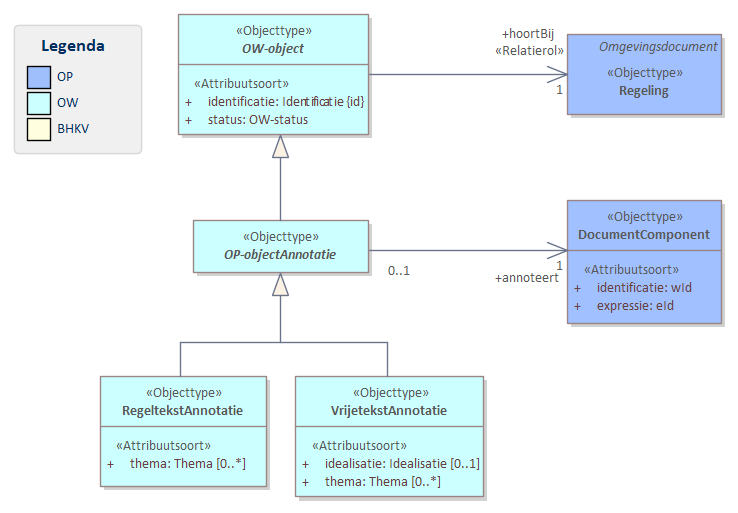 Legenda
OP
OW
BHKV
«Objecttype»
OW-object
«Attribuutsoort»
+ identificatie: Identificatie {id}
+ status: OW-status
+hoortBij
«Relatierol»
1
Omgevingsdocument
«Objecttype»
Regeling
«Objecttype»
OP-objectAnnotatie
0..1
+annoteert
1
«Objecttype»
DocumentComponent
«Attribuutsoort»
+ identificatie: wId
+ expressie: eId
«Objecttype»
RegeltekstAnnotatie
«Attribuutsoort»
+ thema: Thema [0..*]
«Objecttype»
VrijetekstAnnotatie
«Attribuutsoort»
+ idealisatie: Idealisatie [0..1]
+ thema: Thema [0..*]